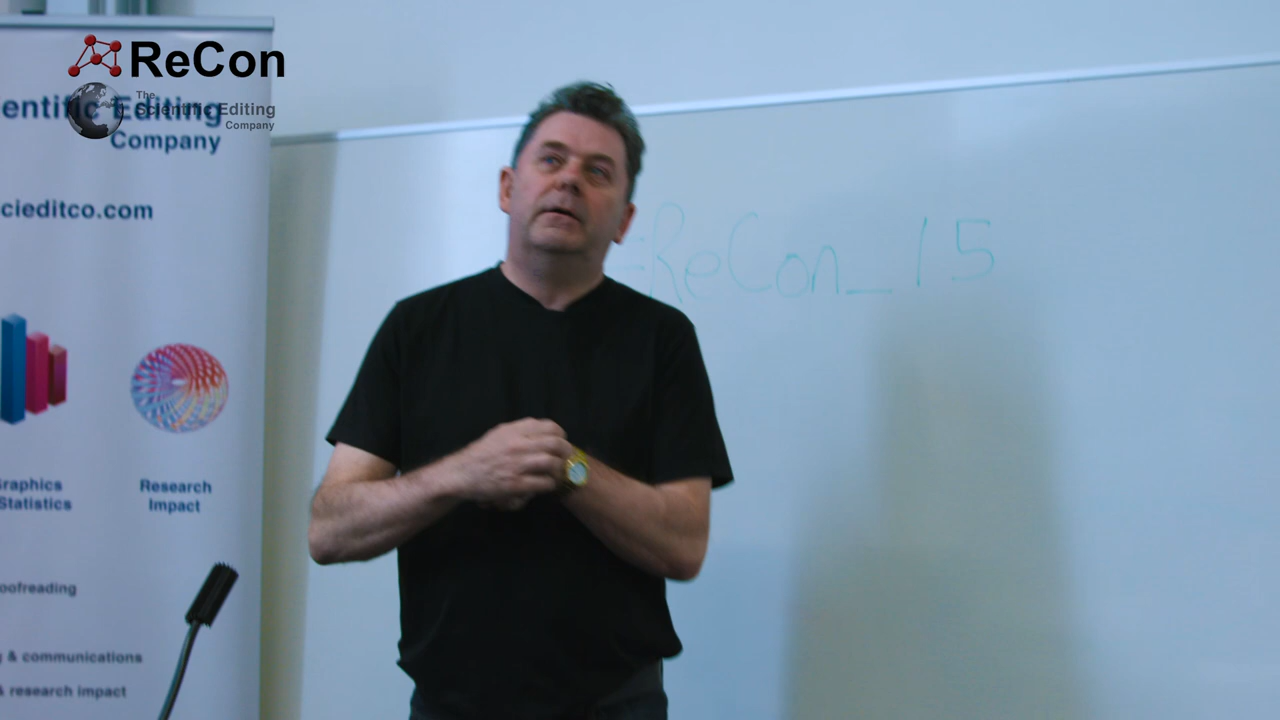 ReCon
The
Scientific Editing
Company
entific Editing
Company
cieditco.com
Graphics
Statistics
Research
Impact
oofreading
g & communications
& research impact
#ReCon_15